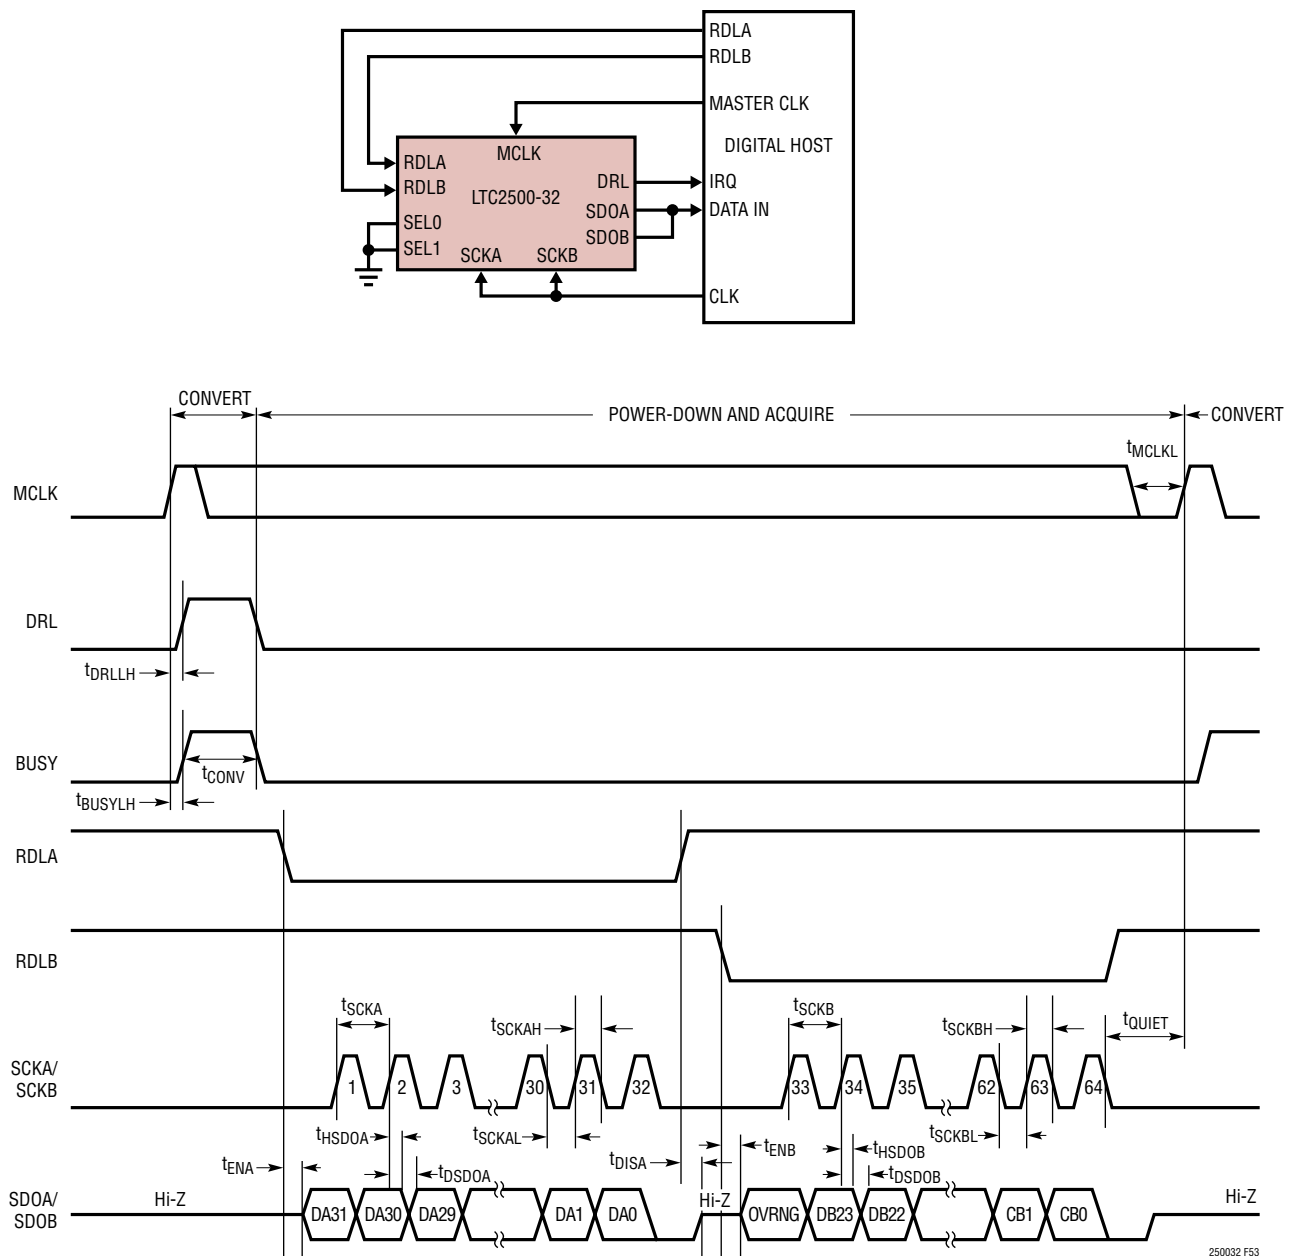 RDLA
RDLB
MASTER CLK
DIGITAL HOST
IRQ
DATA IN
CLK
MCLK
RDLA
RDLB
LTC2500-32
SEL0
SEL1
DRL
SDOA
SDOB
SCKA SCKB
CONVERT POWER-DOWN AND ACQUIRE CONVERT
tMCLKL
MCLK
DRL
tDRLLH
BUSY
tCONV
tBUSYLH
RDLA
RDLB
tSCKA tSCKAH tSCKB tSCKBH tQUIET
SCKA/
SCKB
1 2 3 30 31 32 33 34 35 62 63 64
tHSDOA tSCKAL tENB tHSDOB tSCKBL
tENA tDSDOA tDISA tDSDOB
SDOA/
SDOB
Hi-Z DA31 DA30 DA29 DA1 DA0 Hi-Z OVRNG DB23 DB22 CB1 CB0 Hi-Z
250032 F53